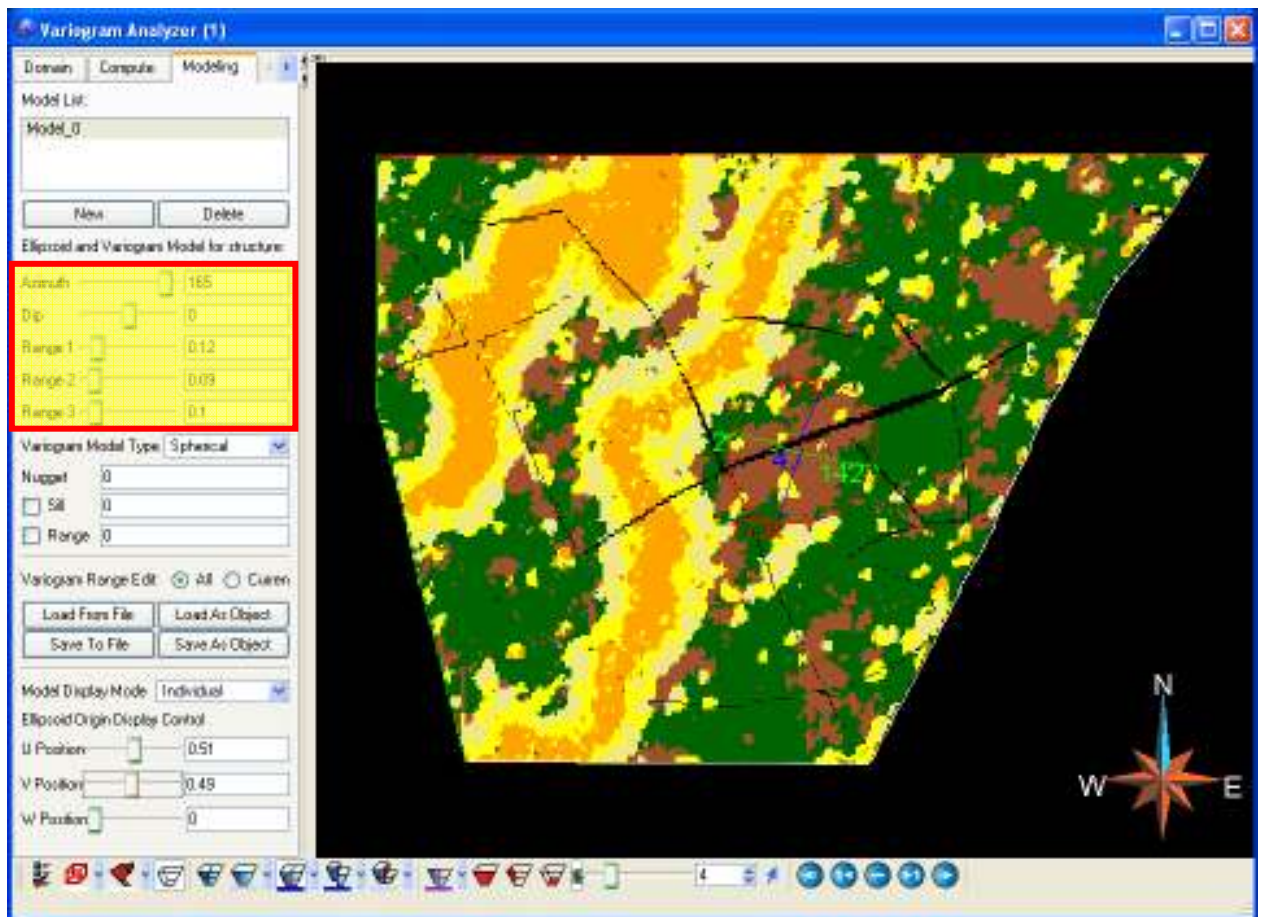 Variogram Analyzer (1)
Domain Compute Modeling
Model List:
Model_0
New Delete
Ellipsoid and Variogram Model for structure:
Azimuth 165
Dip 0
Range 1 0.12
Range 2 0.09
Range 3 0.1
Variogram Model Type Spherical
Nugget 0
Sill 0
Range 0
Variogram Range Edit All Curren
Load From File Load As Object
Save To File Save As Object
Model Display Mode Individual
Ellipsoid Origin Display Control
U Position 0.51
V Position 0.49
W Position 0
2
142
N
W E
4